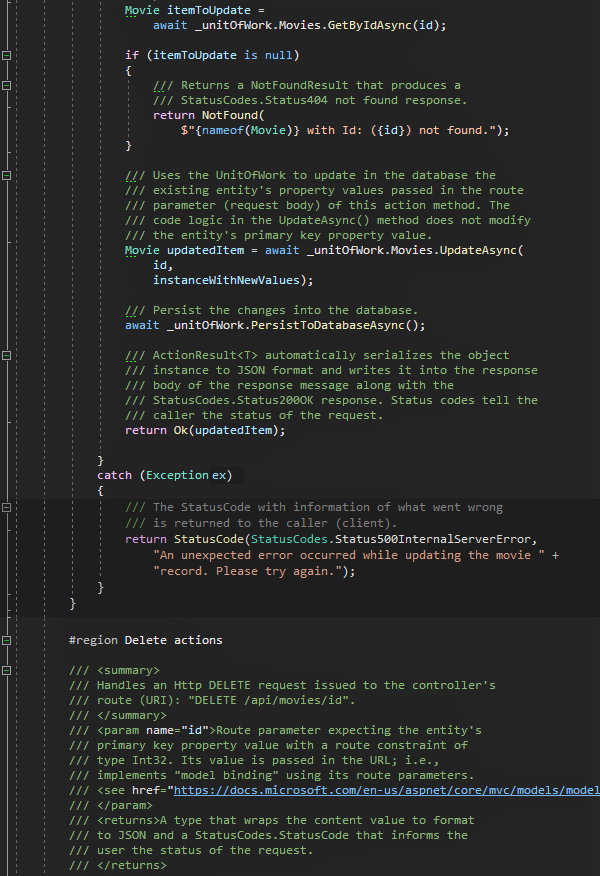 Movie itemToUpdate =
await _unitOfWork.Movies.GetByIdAsync(id);
if (itemToUpdate is null)
{
/// Returns a NotFoundResult that produces a
/// StatusCodes.Status404 not found response.
return NotFound(
$"{nameof(Movie)} with Id: ({id}) not found.");
}
/// Uses the UnitOfWork to update in the database the
/// existing entity's property values passed in the route
/// parameter (request body) of this action method. The
/// code logic in the UpdateAsync() method does not modify
/// the entity's primary key property value.
Movie updatedItem = await _unitOfWork.Movies.UpdateAsync(
id,
instanceWithNewValues);
/// Persist the changes into the database.
await _unitOfWork.PersistToDatabaseAsync();
/// ActionResult<T> automatically serializes the object
/// instance to JSON format and writes it into the response
/// body of the response message along with the
/// StatusCodes.Status200OK response. Status codes tell the
/// caller the status of the request.
return Ok(updatedItem);
}
catch (Exception ex)
{
/// The StatusCode with information of what went wrong
/// is returned to the caller (client).
return StatusCode(StatusCodes.Status500InternalServerError,
"An unexpected error occurred while updating the movie " +
"record. Please try again.");
}
}
#region Delete actions
/// <summary>
/// Handles an Http DELETE request issued to the controller's
/// route (URI): "DELETE /api/movies/id".
/// </summary>
/// <param name="id">Route parameter expecting the entity's
/// primary key property value with a route constraint of
/// type Int32. Its value is passed in the URL; i.e.,
/// implements "model binding" using its route parameters.
/// <see href="https://docs.microsoft.com/en-us/aspnet/core/mvc/models/model
/// </param>
/// <returns>A type that wraps the content value to format
/// to JSON and a StatusCodes.StatusCode that informs the
/// user the status of the request.
/// </returns>